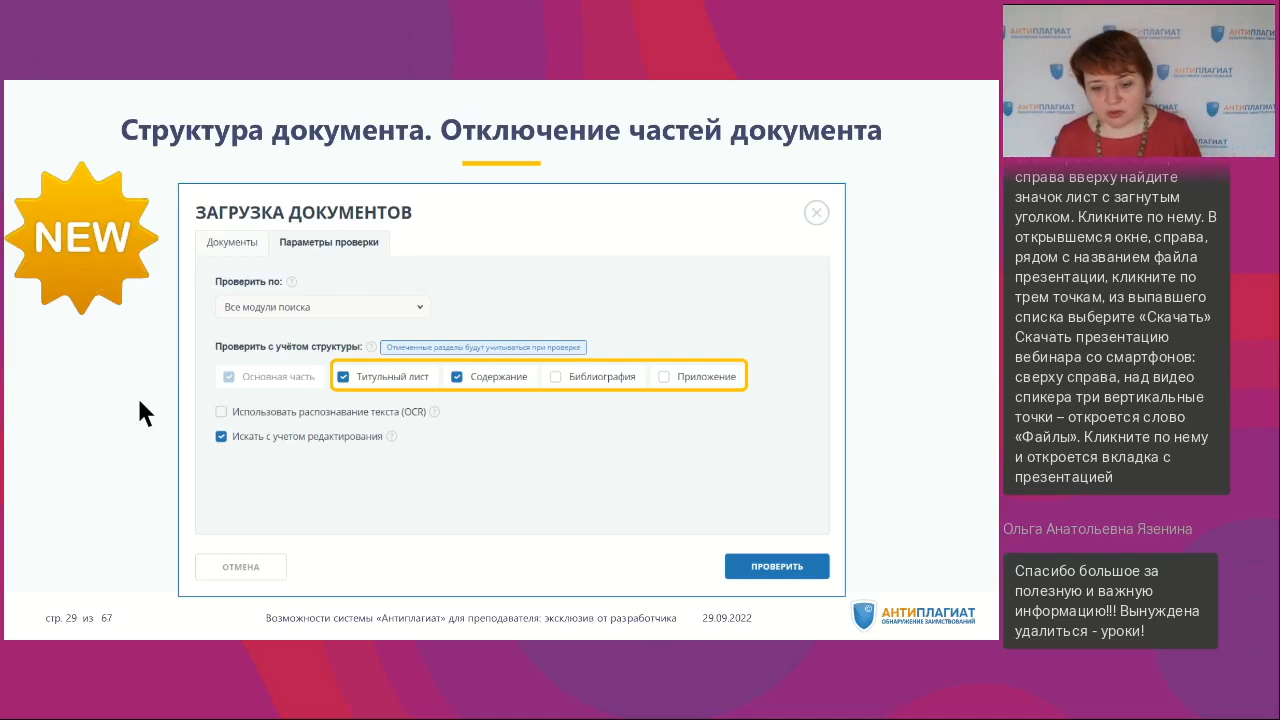 Структура документа. Отключение частей документа
NEW
ЗАГРУЗКА ДОКУМЕНТОВ
Документы
Параметры проверки
Проверить по: ?
Все модули поиска
Проверить с учётом структуры: ? Отмеченные разделы будут учитываться при проверке
Основная часть
Титульный лист
Содержание
Библиография
Приложение
Использовать распознавание текста (OCR) ?
Искать с учетом редактирования ?
ОТМЕНА
ПРОВЕРИТЬ
стр. 29 из 67
Возможности системы «Антиплагиат» для преподавателя: эксклюзив от разработчика
29.09.2022
АНТИПЛАГИАТ
ОБНАРУЖЕНИЕ ЗАИМСТВОВАНИЙ
АНТИПЛАГИАТ
справа вверху найдите
значок лист с загнутым
уголком. Кликните по нему. В
открывшемся окне, справа,
рядом с названием файла
презентации, кликните по
трем точкам, из выпавшего
списка выберите «Скачать»
Скачать презентацию
вебинара со смартфонов:
сверху справа, над видео
спикера три вертикальные
точки – откроется слово
«Файлы». Кликните по нему
и откроется вкладка с
презентацией
Ольга Анатольевна Язенина
Спасибо большое за
полезную и важную
информацию!!! Вынуждена
удалиться - уроки!